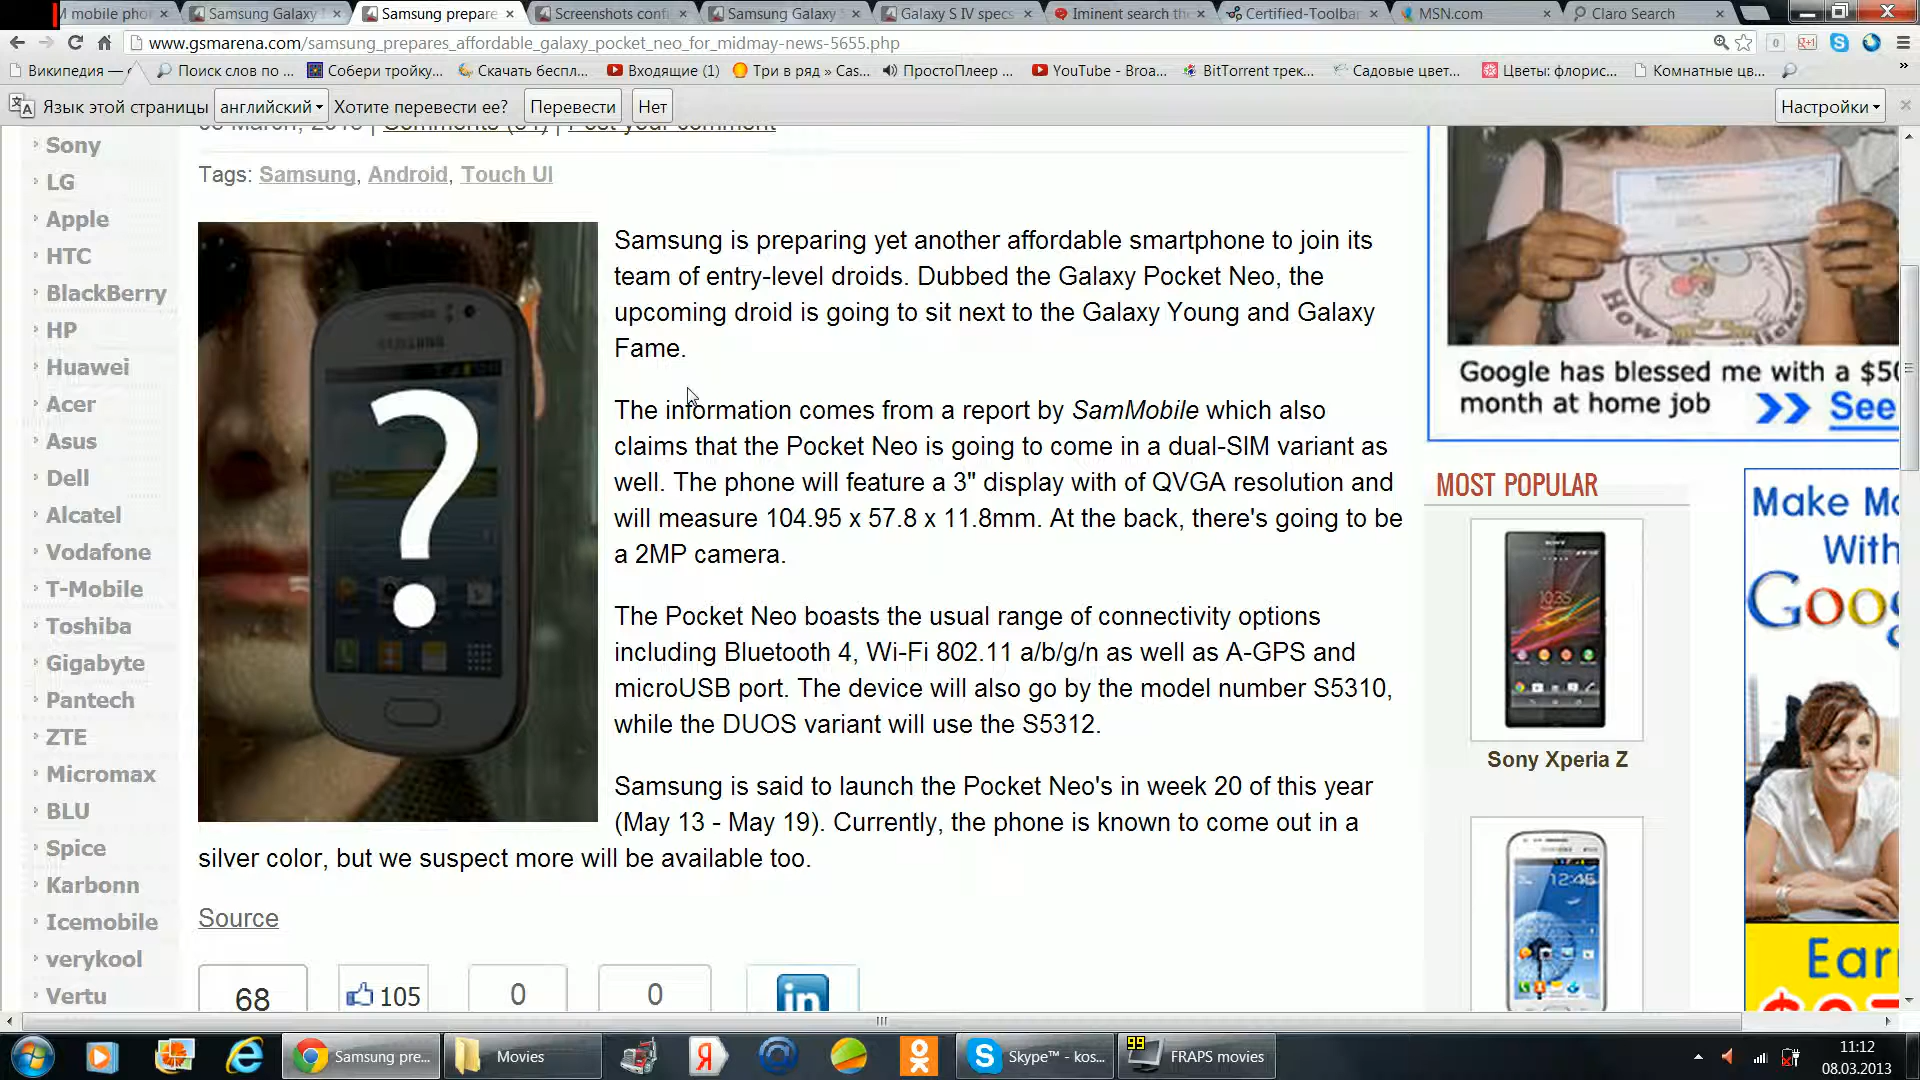 M mobile pho
Samsung Galaxy
Samsung prepare
Screenshots conf
Samsung Galaxy
Galaxy S IV specs
Iminent search the
Certified-Toolba
MSN.com
Claro Search
www.gsmarena.com/samsung_prepares_affordable_galaxy_pocket_neo_for_midmay-news-5655.php
Википедия —
Поиск слов по ...
Собери тройку...
Скачать беспл...
Входящие (1)
Три в ряд » Cas...
ПростоПлеер ...
YouTube - Broa...
BitTorrent трек...
Садовые цвет...
Цветы: флорис...
Комнатные цв...
»
Язык этой страницы
английский
Хотите перевести ее?
Перевести
Нет
Настройки
Sony
LG
Apple
HTC
BlackBerry
HP
Huawei
Acer
Asus
Dell
Alcatel
Vodafone
T-Mobile
Toshiba
Gigabyte
Pantech
ZTE
Micromax
BLU
Spice
Karbonn
Icemobile
verykool
Vertu
Tags: Samsung, Android, Touch UI
?
Samsung is preparing yet another affordable smartphone to join its
team of entry-level droids. Dubbed the Galaxy Pocket Neo, the
upcoming droid is going to sit next to the Galaxy Young and Galaxy
Fame.
The information comes from a report by SamMobile which also
claims that the Pocket Neo is going to come in a dual-SIM variant as
well. The phone will feature a 3" display with of QVGA resolution and
will measure 104.95 x 57.8 x 11.8mm. At the back, there's going to be
a 2MP camera.
The Pocket Neo boasts the usual range of connectivity options
including Bluetooth 4, Wi-Fi 802.11 a/b/g/n as well as A-GPS and
microUSB port. The device will also go by the model number S5310,
while the DUOS variant will use the S5312.
Samsung is said to launch the Pocket Neo's in week 20 of this year
(May 13 - May 19). Currently, the phone is known to come out in a
silver color, but we suspect more will be available too.
Source
68
105
0
0
in
Google has blessed me with a $50
month at home job
>> See
MOST POPULAR
SONY
10:35
Sony Xperia Z
12:45
Make Mo
With
Goog
Earn
Samsung pre...
Movies
Я
Skype™ - kos...
99
FRAPS movies
11:12
08.03.2013